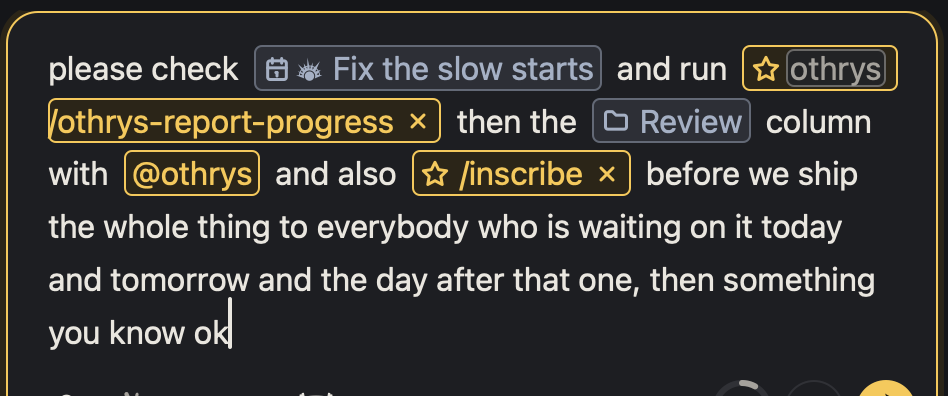 please check Fix the slow starts and run othrys
/othrys-report-progress × then the Review column
with @othrys and also /inscribe × before we ship
the whole thing to everybody who is waiting on it today
and tomorrow and the day after that one, then something
you know ok